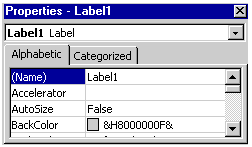 Properties - Label1
Label1 Label
Alphabetic Categorized
(Name) Label1
Accelerator
AutoSize False
BackColor &H8000000F&